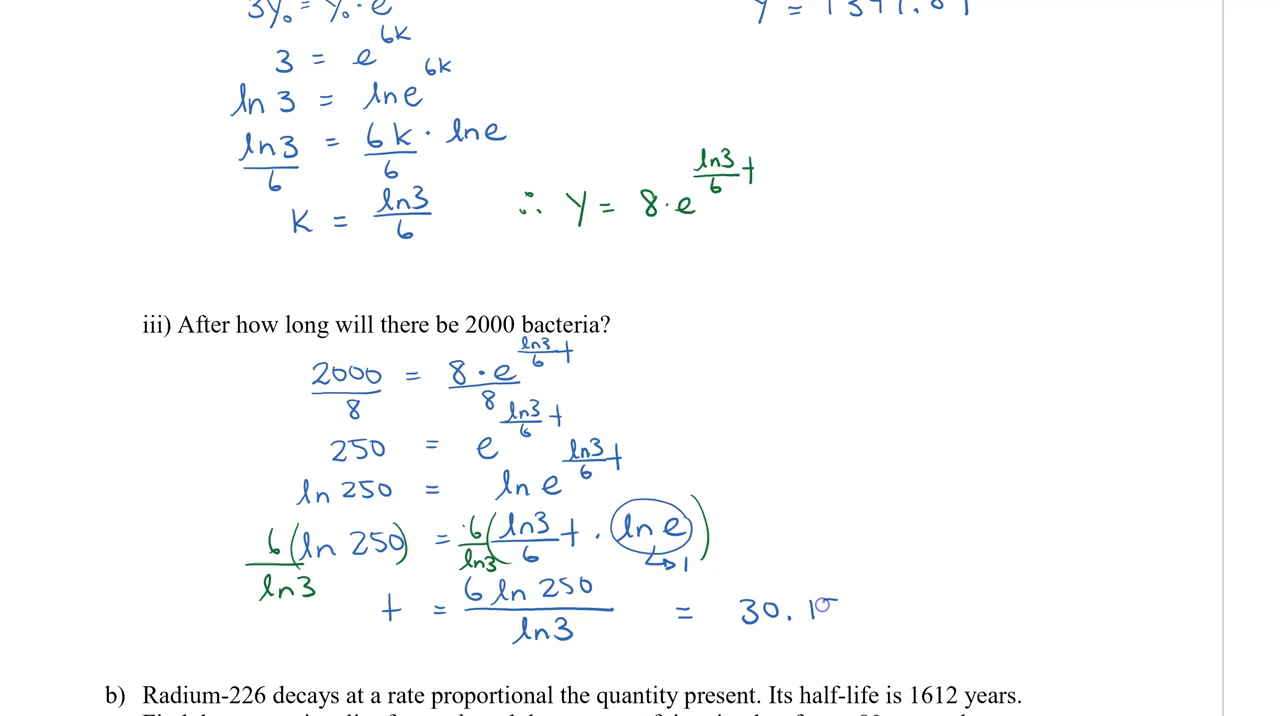 3y₀ = y₀ · e
3 = e^6k
ln 3 = ln e^6k
ln3/6 = 6k/6 · ln e
k = ln3/6 ∴ y = 8·e^(ln3/6 t)
iii) After how long will there be 2000 bacteria?
2000/8 = 8·e^(ln3/6 t)/8
250 = e^(ln3/6 t)
ln 250 = ln e^(ln3/6 t)
6/ln3 (ln 250) = ·6/ln3 (ln3/6 t · ln e)
↳1
t = 6 ln 250/ln3 = 30.1
b) Radium-226 decays at a rate proportional the quantity present. Its half-life is 1612 years.